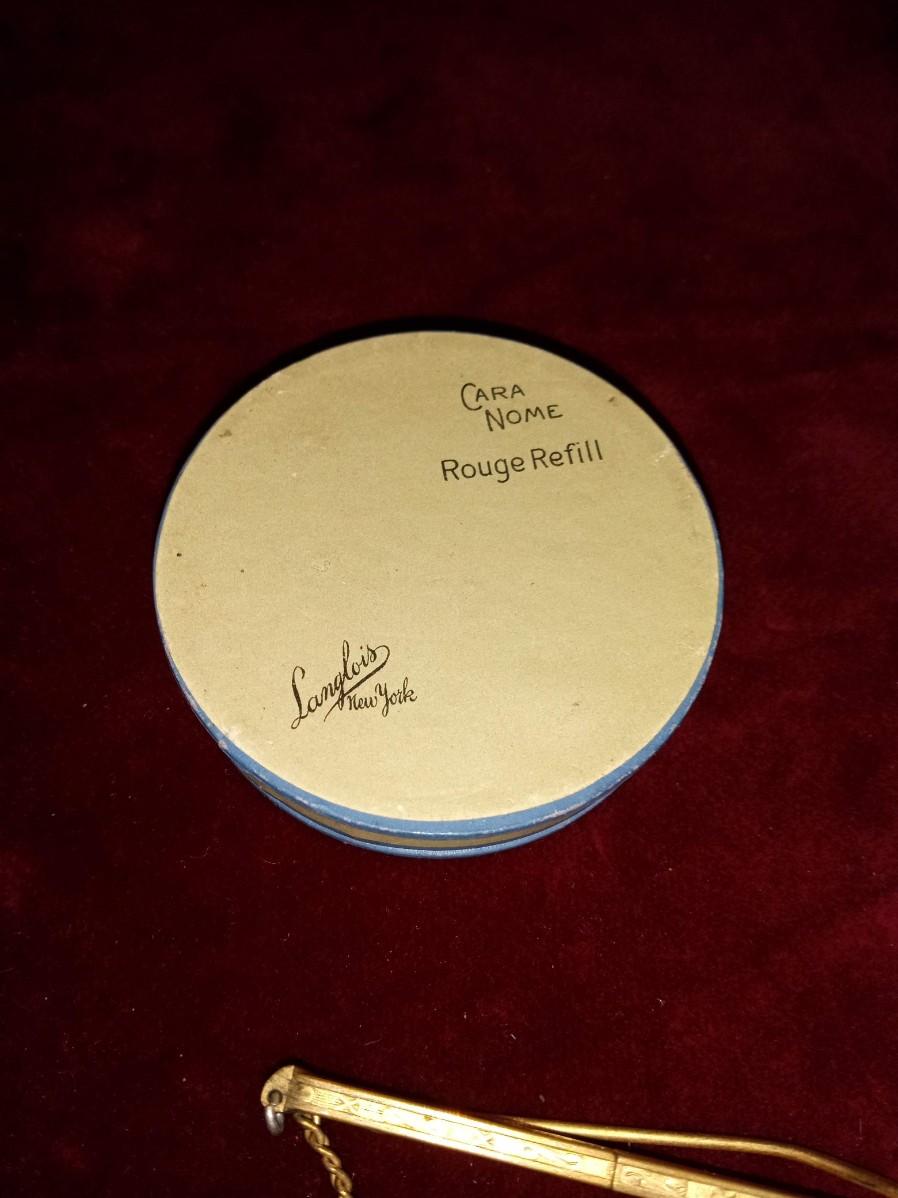 CARA
NOME
Rouge Refill
Langlois
New York